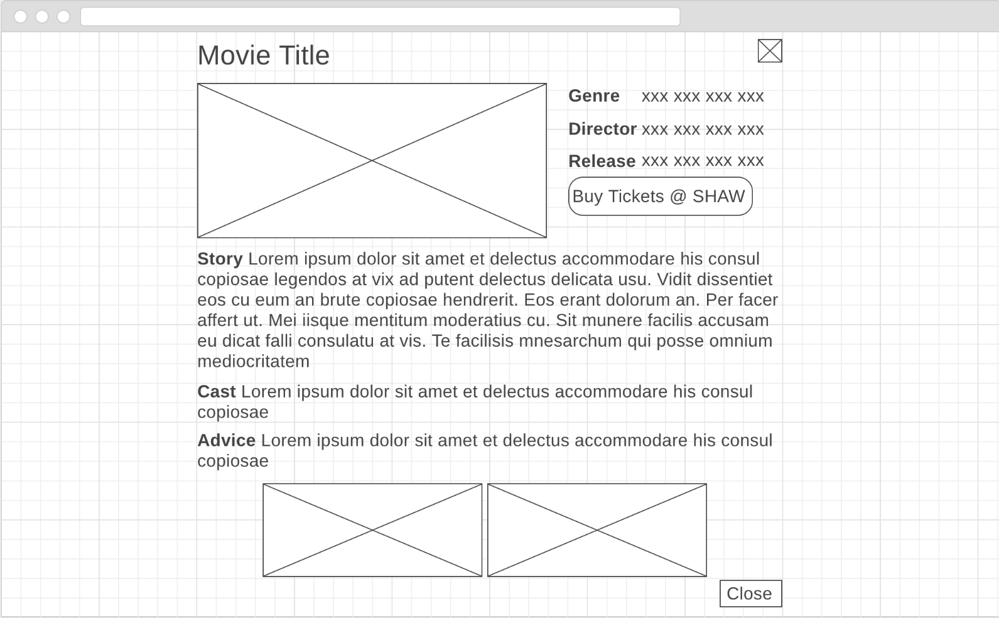 Movie Title
Genre xxx xxx xxx xxx
Director xxx xxx xxx xxx
Release xxx xxx xxx xxx
Buy Tickets @ SHAW
Story Lorem ipsum dolor sit amet et delectus accommodare his consul
copiosae legendos at vix ad putent delectus delicata usu. Vidit dissentiet
eos cu eum an brute copiosae hendrerit. Eos erant dolorum an. Per facer
affert ut. Mei iisque mentitum moderatius cu. Sit munere facilis accusam
eu dicat falli consulatu at vis. Te facilisis mnesarchum qui posse omnium
mediocritatem
Cast Lorem ipsum dolor sit amet et delectus accommodare his consul
copiosae
Advice Lorem ipsum dolor sit amet et delectus accommodare his consul
copiosae
Close